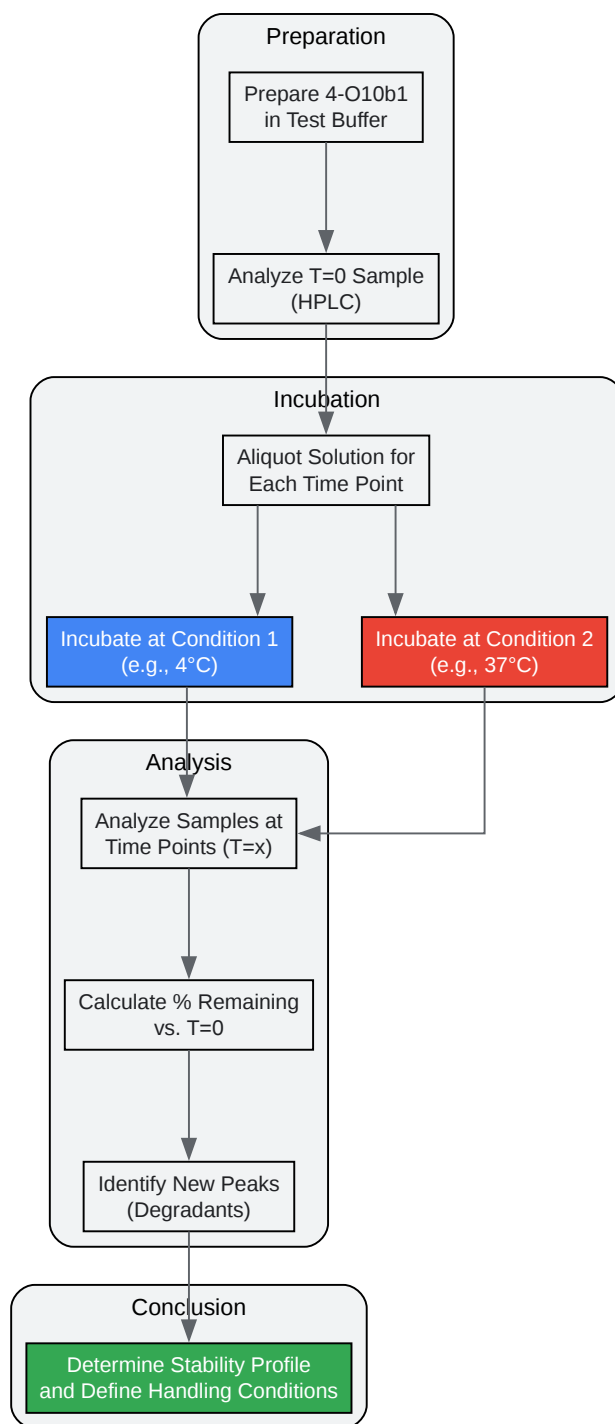 Preparation
Prepare 4-O10b1
in Test Buffer
Analyze T=0 Sample
(HPLC)
Incubation
Aliquot Solution for
Each Time Point
Incubate at Condition 1
(e.g., 4°C)
Incubate at Condition 2
(e.g., 37°C)
Analysis
Analyze Samples at
Time Points (T=x)
Calculate % Remaining
vs. T=0
Identify New Peaks
(Degradants)
Conclusion
Determine Stability Profile
and Define Handling Conditions